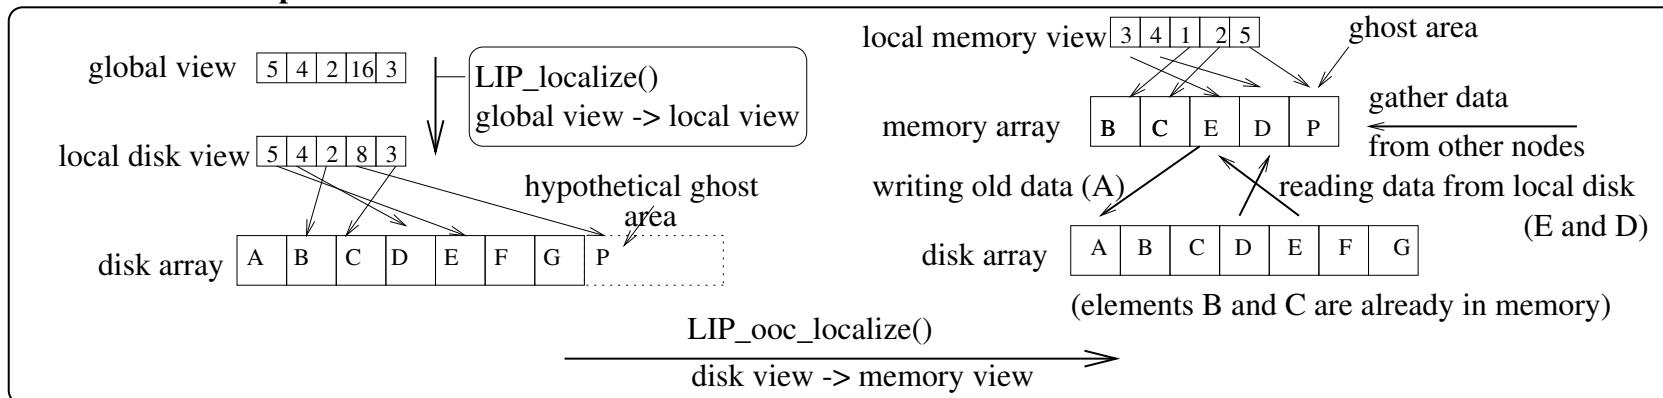 global view 5 4 2 16 3
LIP_localize()
global view -> local view
local disk view 5 4 2 8 3
hypothetical ghost
area
disk array A B C D E F G P
local memory view 3 4 1 2 5
ghost area
memory array B C E D P
gather data
from other nodes
writing old data (A)
reading data from local disk
(E and D)
disk array A B C D E F G
(elements B and C are already in memory)
LIP_ooc_localize()
disk view -> memory view